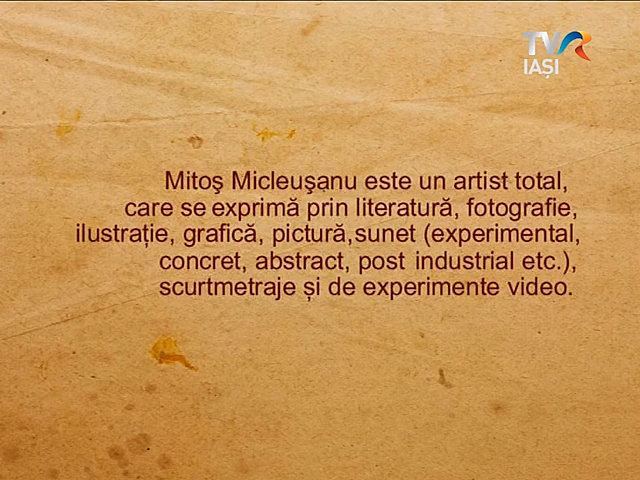 TVR
IAȘI
Mitoş Micleuşanu este un artist total,
care se exprimă prin literatură, fotografie,
ilustrație, grafică, pictură,sunet (experimental,
concret, abstract, post industrial etc.),
scurtmetraje și de experimente video.